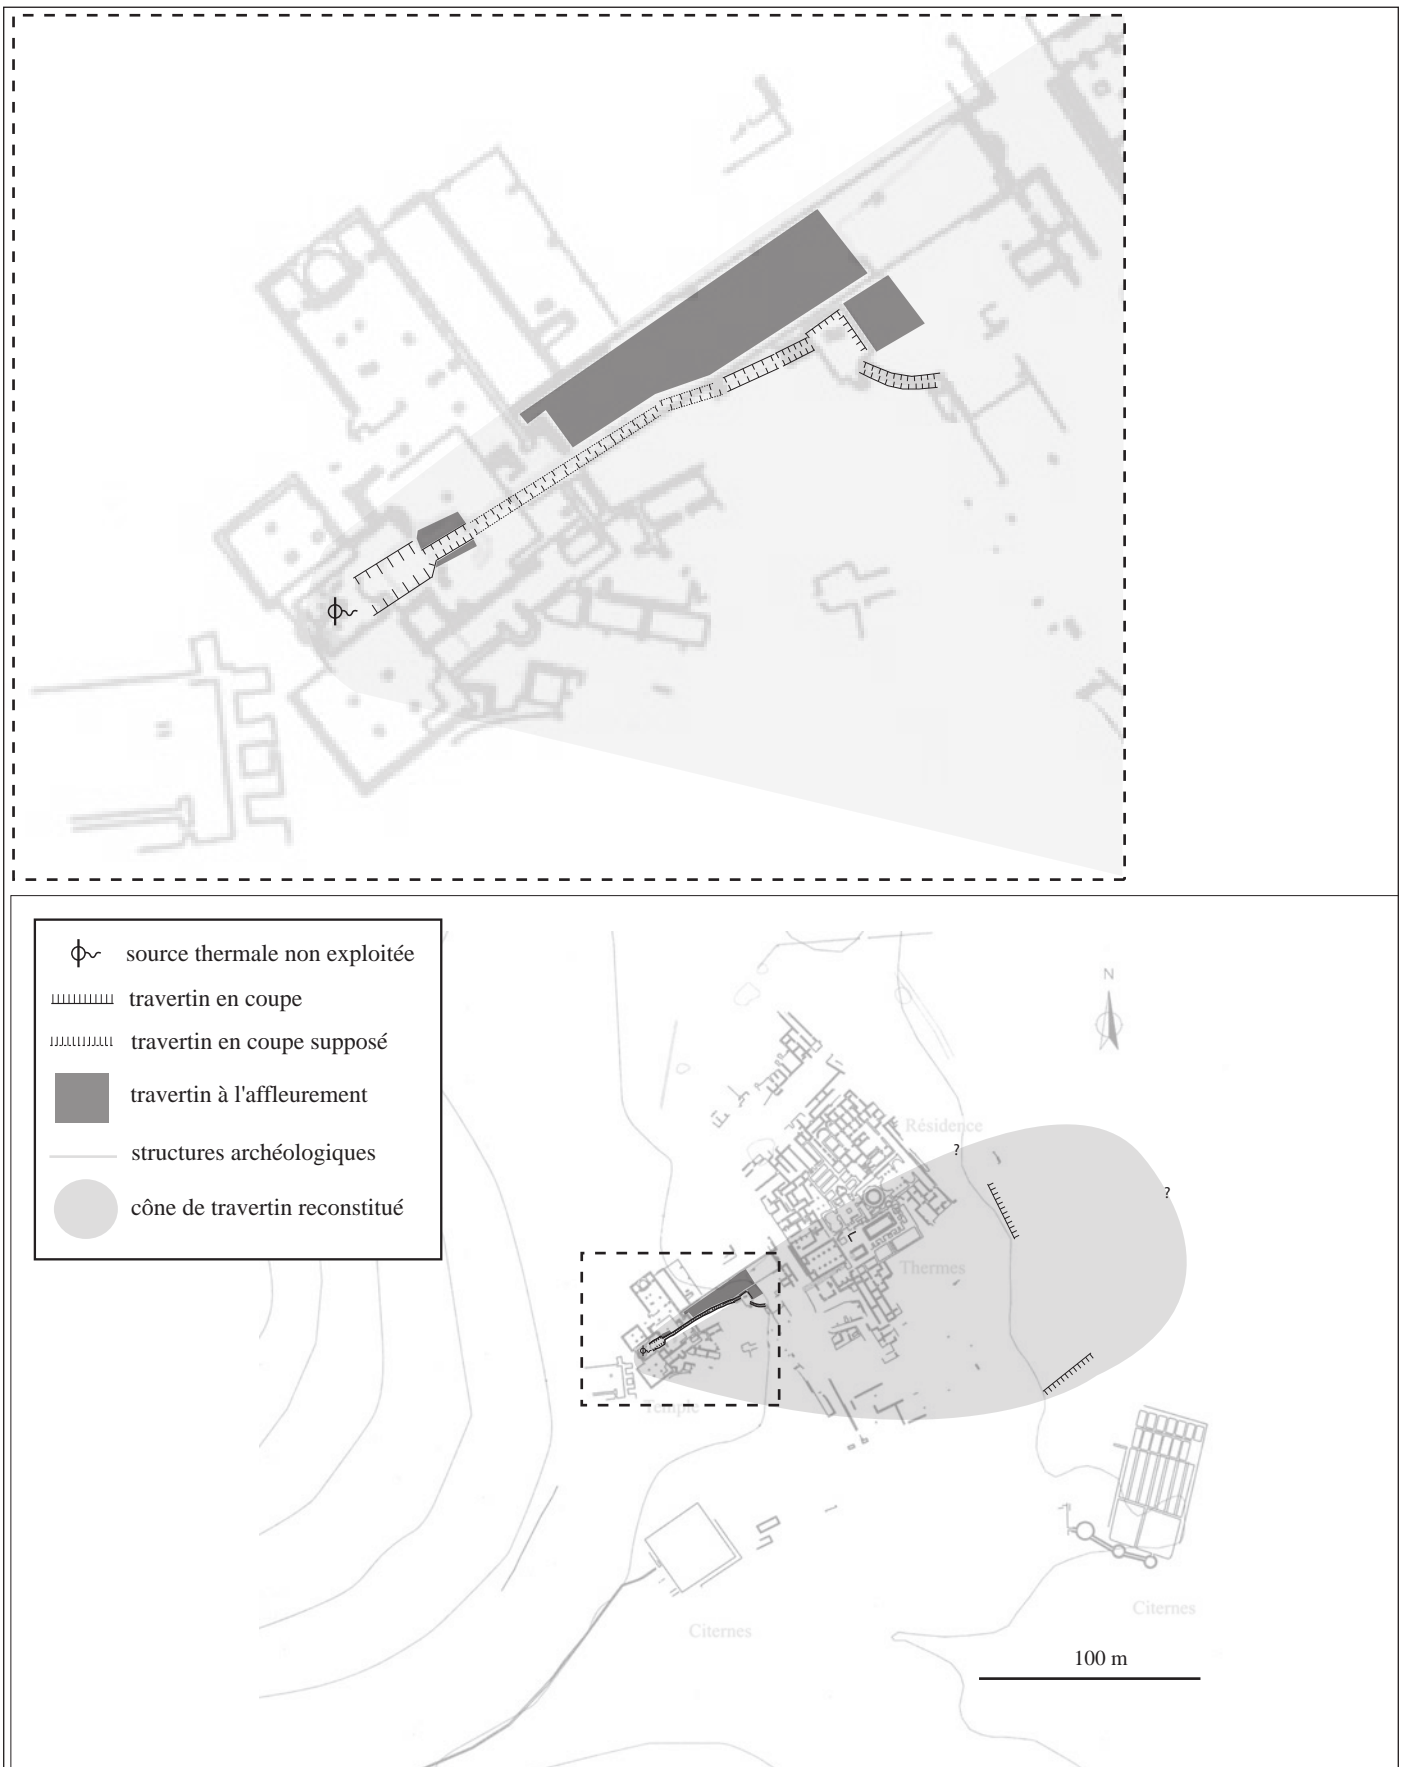 source thermale non exploitée
travertin en coupe
travertin en coupe supposé
travertin à l'affleurement
structures archéologiques
cône de travertin reconstitué
N
Résidence
?
?
Thermes
Temple
Citernes
Citernes
100 m